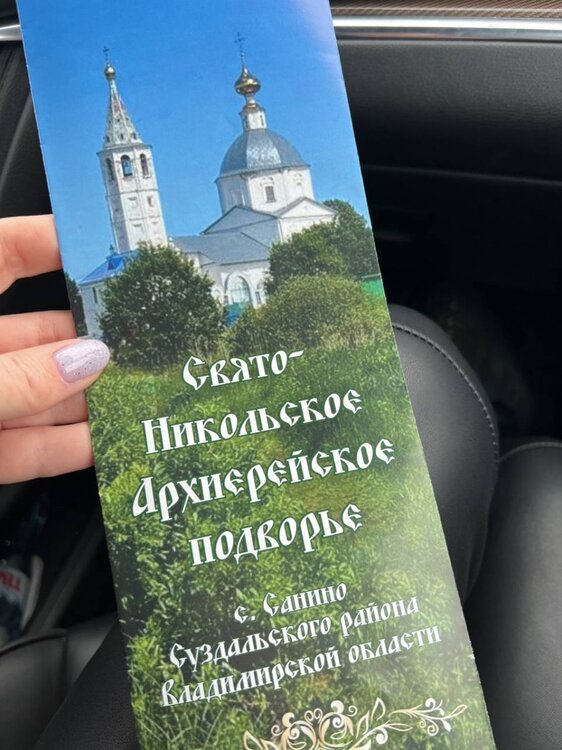 Свято-
Никольское
Архиерейское
подворье
с. Санино
Суздальского района
Владимирской области